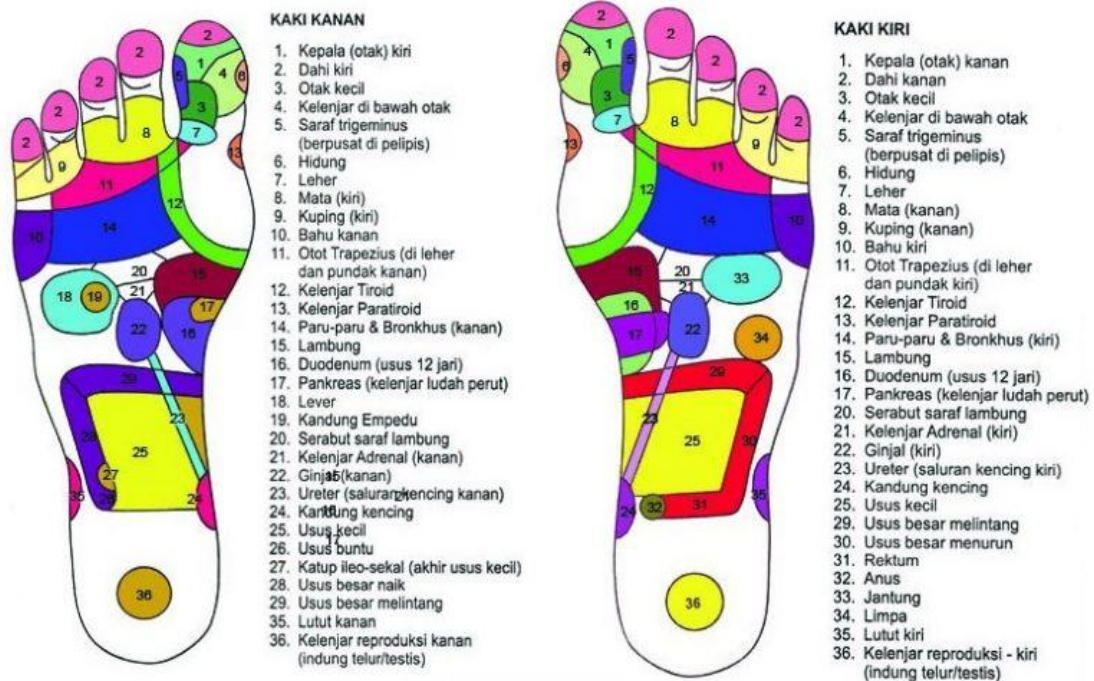 KAKI KANAN
1. Kepala (otak) kiri
2. Dahi kiri
3. Otak kecil
4. Kelenjar di bawah otak
5. Saraf trigeminus
(berpusat di pelipis)
6. Hidung
7. Leher
8. Mata (kiri)
9. Kuping (kiri)
10. Bahu kanan
11. Otot Trapezius (di leher
dan pundak kanan)
12. Kelenjar Tiroid
13. Kelenjar Paratiroid
14. Paru-paru & Bronkhus (kanan)
15. Lambung
16. Duodenum (usus 12 jari)
17. Pankreas (kelenjar ludah perut)
18. Lever
19. Kandung Empedu
20. Serabut saraf lambung
21. Kelenjar Adrenal (kanan)
22. Ginjal (kanan)
23. Ureter (saluran kencing kanan)
24. Kandung kencing
25. Usus kecil
26. Usus buntu
27. Katup ileo-sekal (akhir usus kecil)
28. Usus besar naik
29. Usus besar melintang
35. Lutut kanan
36. Kelenjar reproduksi kanan
(indung telur/testis)
KAKI KIRI
1. Kepala (otak) kanan
2. Dahi kanan
3. Otak kecil
4. Kelenjar di bawah otak
5. Saraf trigeminus
(berpusat di pelipis)
6. Hidung
7. Leher
8. Mata (kanan)
9. Kuping (kanan)
10. Bahu kiri
11. Otot Trapezius (di leher
dan pundak kiri)
12. Kelenjar Tiroid
13. Kelenjar Paratiroid
14. Paru-paru & Bronkhus (kiri)
15. Lambung
16. Duodenum (usus 12 jari)
17. Pankreas (kelenjar ludah perut)
20. Serabut saraf lambung
21. Kelenjar Adrenal (kiri)
22. Ginjal (kiri)
23. Ureter (saluran kencing kiri)
24. Kandung kencing
25. Usus kecil
29. Usus besar melintang
30. Usus besar menurun
31. Rektum
32. Anus
33. Jantung
34. Limpa
35. Lutut kiri
36. Kelenjar reproduksi - kiri
(indung telur/testis)